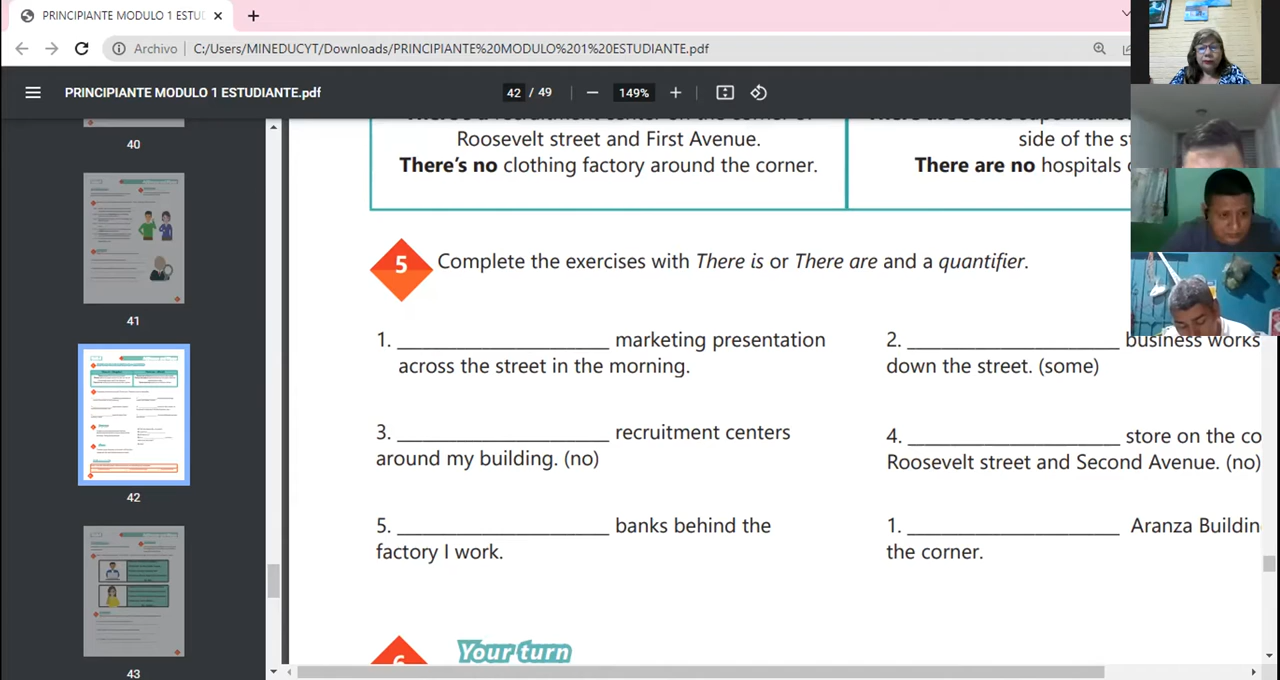 PRINCIPIANTE MODULO 1 ESTU
Archivo C:/Users/MINEDUCYT/Downloads/PRINCIPIANTE%20MODULO%201%20ESTUDIANTE.pdf
PRINCIPIANTE MODULO 1 ESTUDIANTE.pdf 42 / 49 149%
40
41
42
43
Roosevelt street and First Avenue.
There's no clothing factory around the corner.
side of the
There are no hospitals
5 Complete the exercises with There is or There are and a quantifier.
1. ____________________ marketing presentation
across the street in the morning.
2. ____________________ business works
down the street. (some)
3. ____________________ recruitment centers
around my building. (no)
4. ____________________ store on the co
Roosevelt street and Second Avenue. (no)
5. ____________________ banks behind the
factory I work.
1. ____________________ Aranza Buildin
the corner.
6 Your turn